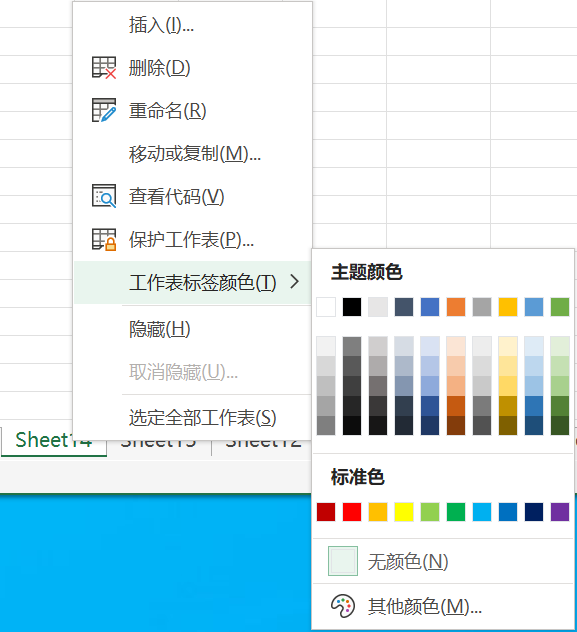 插入(I)...
删除(D)
重命名(R)
移动或复制(M)...
查看代码(V)
保护工作表(P)...
工作表标签颜色(T)
隐藏(H)
取消隐藏(U)...
选定全部工作表(S)
主题颜色
标准色
无颜色(N)
其他颜色(M)...
Sheet14 Sheet13 Sheet12